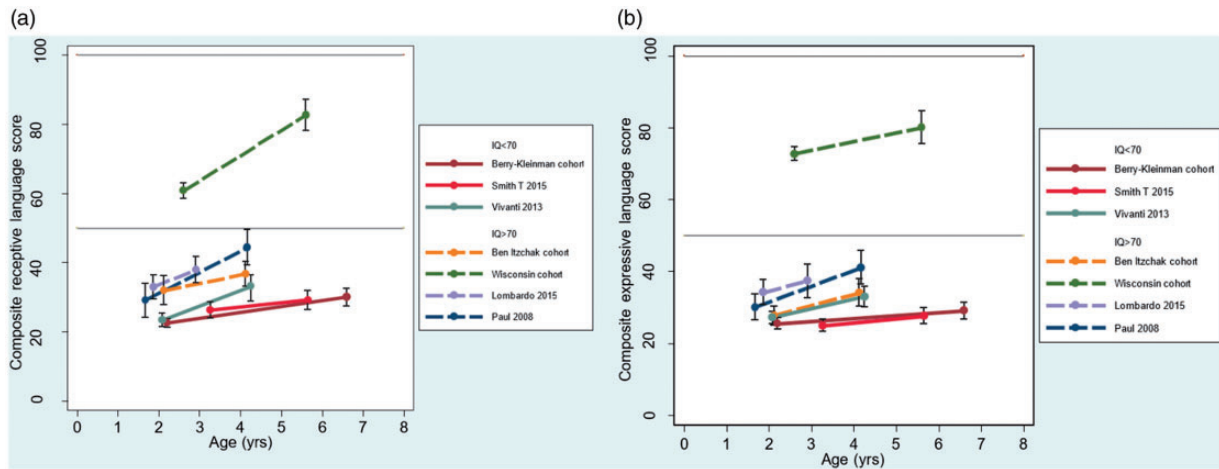 (a)
Composite receptive language score
100
80
60
40
20
0
0 1 2 3 4 5 6 7 8
Age (yrs)
IQ<70
Berry-Kleinman cohort
Smith T 2015
Vivanti 2013
IQ>70
Ben Itzchak cohort
Wisconsin cohort
Lombardo 2015
Paul 2008
(b)
Composite expressive language score
100
80
60
40
20
0
0 1 2 3 4 5 6 7 8
Age (yrs)
IQ<70
Berry-Kleinman cohort
Smith T 2015
Vivanti 2013
IQ>70
Ben Itzchak cohort
Wisconsin cohort
Lombardo 2015
Paul 2008